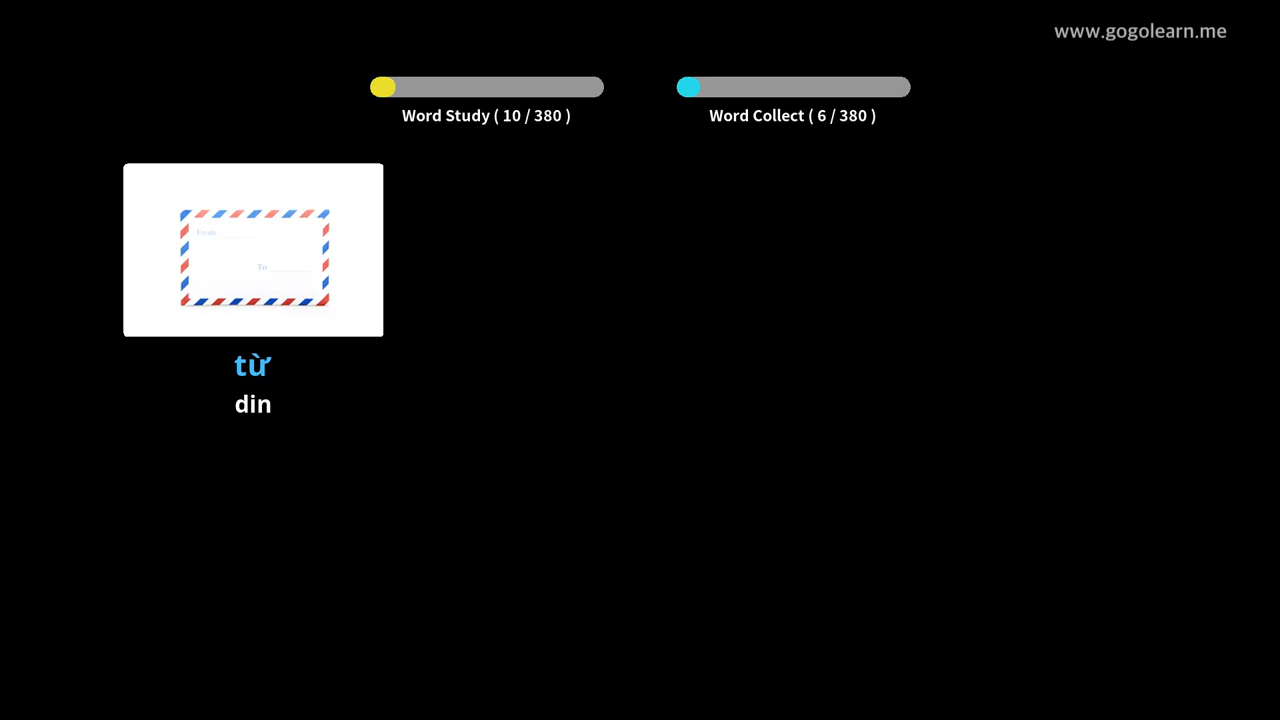 www.gogolearn.me
Word Study ( 10 / 380 )
Word Collect ( 6 / 380 )
From
To
từ
din